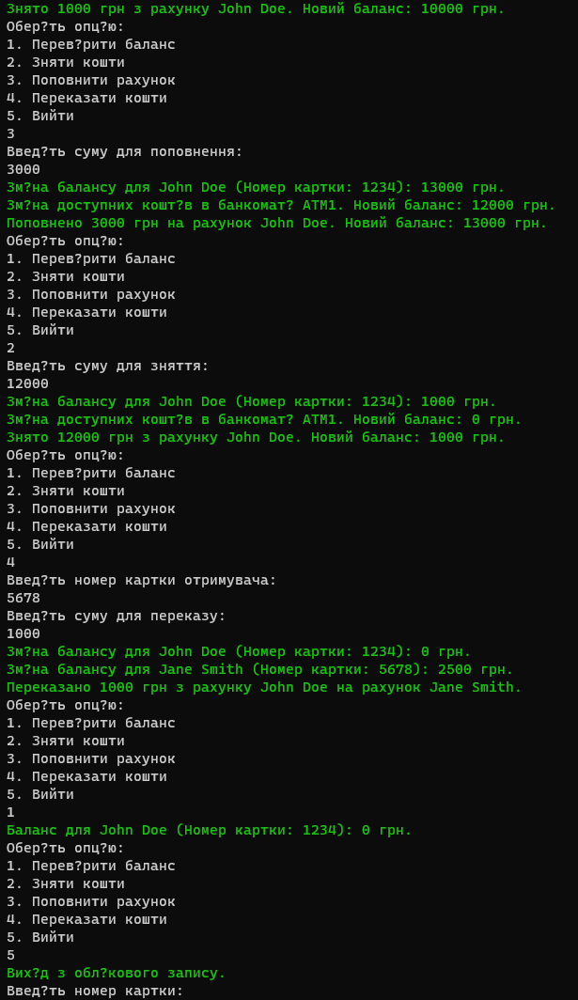 Знято 1000 грн з рахунку John Doe. Новий баланс: 10000 грн.
Обер?ть опц?ю:
1. Перев?рити баланс
2. Зняти кошти
3. Поповнити рахунок
4. Переказати кошти
5. Вийти
3
Введ?ть суму для поповнення:
3000
Зм?на балансу для John Doe (Номер картки: 1234): 13000 грн.
Зм?на доступних кошт?в в банкомат? ATM1. Новий баланс: 12000 грн.
Поповнено 3000 грн на рахунок John Doe. Новий баланс: 13000 грн.
Обер?ть опц?ю:
1. Перев?рити баланс
2. Зняти кошти
3. Поповнити рахунок
4. Переказати кошти
5. Вийти
2
Введ?ть суму для зняття:
12000
Зм?на балансу для John Doe (Номер картки: 1234): 1000 грн.
Зм?на доступних кошт?в в банкомат? ATM1. Новий баланс: 0 грн.
Знято 12000 грн з рахунку John Doe. Новий баланс: 1000 грн.
Обер?ть опц?ю:
1. Перев?рити баланс
2. Зняти кошти
3. Поповнити рахунок
4. Переказати кошти
5. Вийти
4
Введ?ть номер картки отримувача:
5678
Введ?ть суму для переказу:
1000
Зм?на балансу для John Doe (Номер картки: 1234): 0 грн.
Зм?на балансу для Jane Smith (Номер картки: 5678): 2500 грн.
Переказано 1000 грн з рахунку John Doe на рахунок Jane Smith.
Обер?ть опц?ю:
1. Перев?рити баланс
2. Зняти кошти
3. Поповнити рахунок
4. Переказати кошти
5. Вийти
1
Баланс для John Doe (Номер картки: 1234): 0 грн.
Обер?ть опц?ю:
1. Перев?рити баланс
2. Зняти кошти
3. Поповнити рахунок
4. Переказати кошти
5. Вийти
5
Вих?д з обл?кового запису.
Введ?ть номер картки: